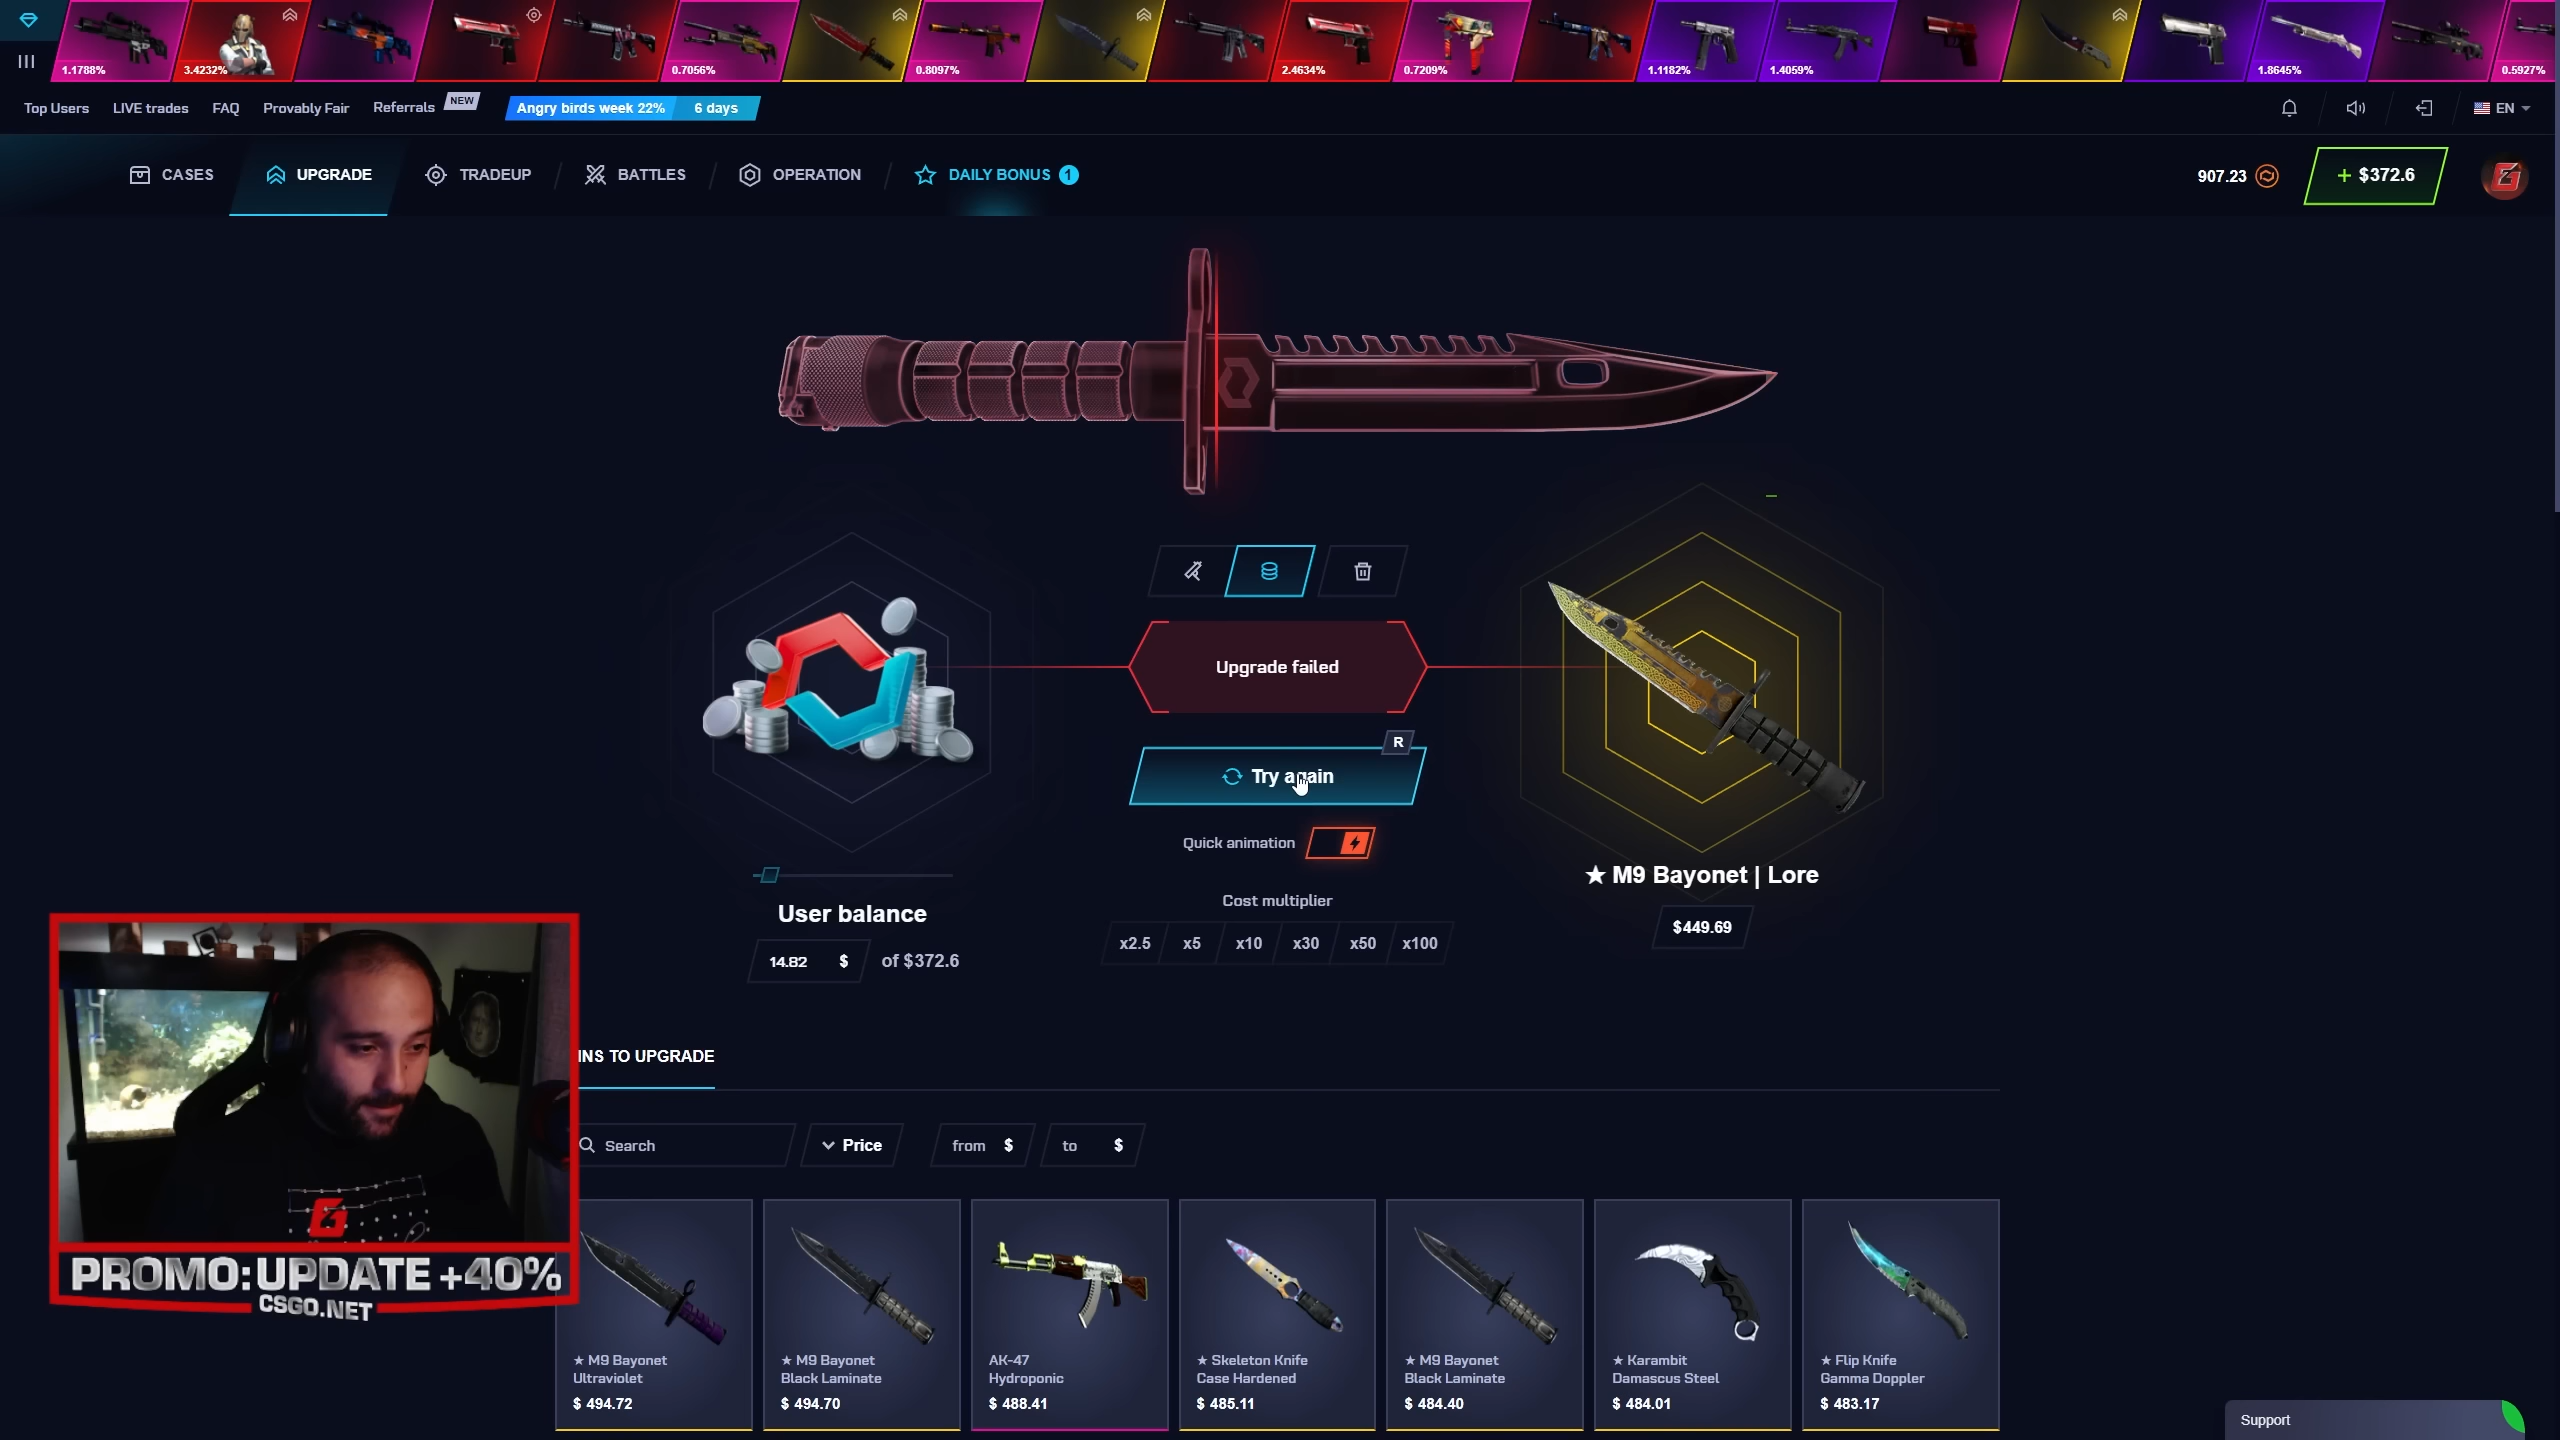 1.1788%
3.4232%
0.7056%
0.8097%
2.4634%
0.7209%
1.1182%
1.4059%
1.8645%
0.5927%
Top Users
LIVE trades
FAQ
Provably Fair
Referrals
NEW
Angry birds week 22%
6 days
EN
CASES
UPGRADE
TRADEUP
BATTLES
OPERATION
DAILY BONUS 1
907.23
+ $372.6
Upgrade failed
R
Try again
Quick animation
Cost multiplier
x2.5
x5
x10
x30
x50
x100
User balance
14.82 $
of $372.6
★ M9 Bayonet | Lore
$449.69
INS TO UPGRADE
Search
Price
from $
to $
★ M9 Bayonet
Ultraviolet
$ 494.72
★ M9 Bayonet
Black Laminate
$ 494.70
AK-47
Hydroponic
$ 488.41
★ Skeleton Knife
Case Hardened
$ 485.11
★ M9 Bayonet
Black Laminate
$ 484.40
★ Karambit
Damascus Steel
$ 484.01
★ Flip Knife
Gamma Doppler
$ 483.17
PROMO:UPDATE +40%
CSGO.NET
Support